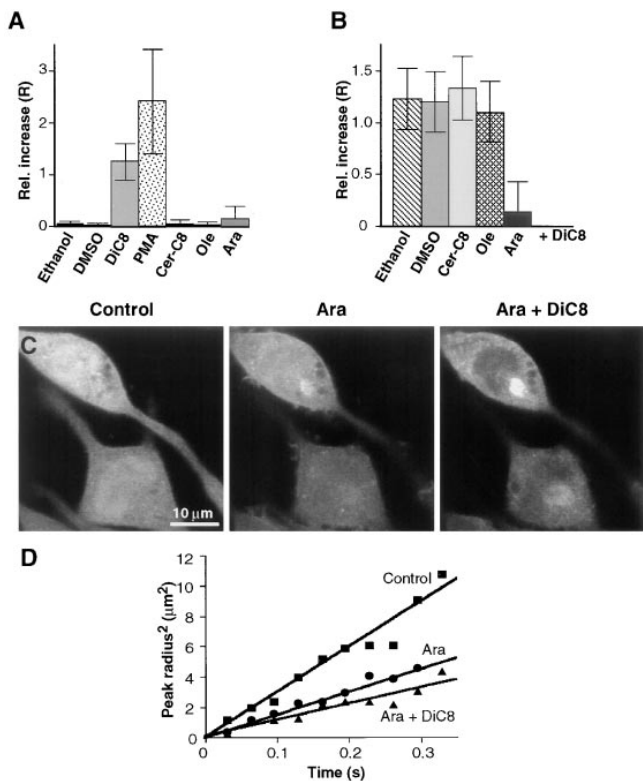 A
Rel. increase (R)
3
2
1
0
Ethanol
DMSO
DiC8
PMA
Cer-C8
Ole
Ara
B
Rel. increase (R)
1.5
1.0
0.5
0
Ethanol
DMSO
Cer-C8
Ole
Ara
+ DiC8
Control
Ara
Ara + DiC8
C
10 μm
D
Peak radius² (μm²)
12
10
8
6
4
2
0
Control
Ara
Ara + DiC8
0
0.1
0.2
0.3
Time (s)